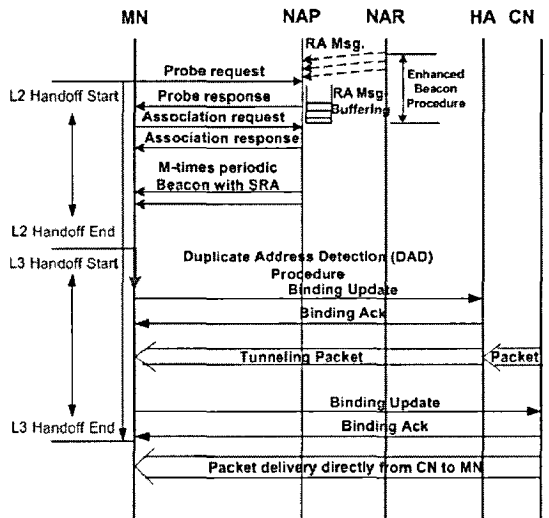 MN NAP NAR HA CN
RA Msg.
Probe request
Enhanced
Beacon
Procedure
L2 Handoff Start
Probe response
RA Msg
Buffering
Association request
Association response
M-times periodic
Beacon with SRA
L2 Handoff End
L3 Handoff Start
Duplicate Address Detection (DAD)
Procedure
Binding Update
Binding Ack
Tunneling Packet
Packet
Binding Update
L3 Handoff End
Binding Ack
Packet delivery directly from CN to MN